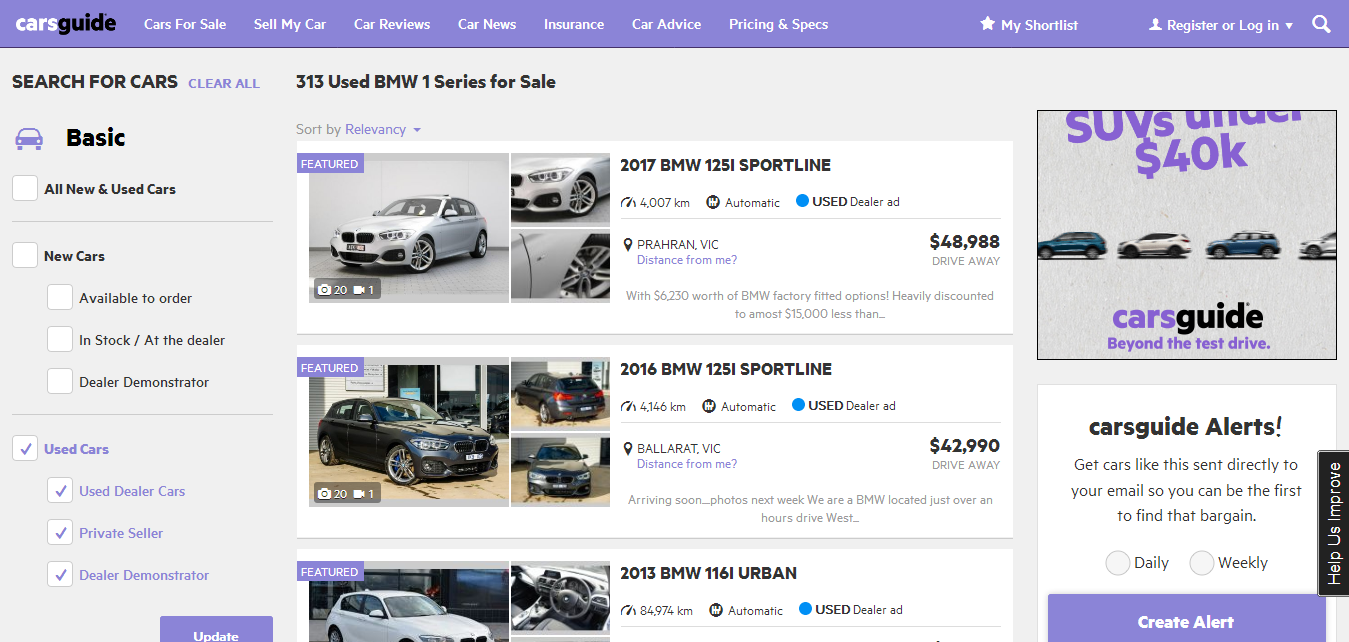 carsguide Cars For Sale Sell My Car Car Reviews Car News Insurance Car Advice Pricing & Specs My Shortlist Register or Log in
SEARCH FOR CARS CLEAR ALL
Basic
All New & Used Cars
New Cars
Available to order
In Stock / At the dealer
Dealer Demonstrator
Used Cars
Used Dealer Cars
Private Seller
Dealer Demonstrator
Update
313 Used BMW 1 Series for Sale
Sort by Relevancy
FEATURED
20 1
2017 BMW 125I SPORTLINE
4,007 km Automatic USED Dealer ad
PRAHRAN, VIC
Distance from me?
$48,988
DRIVE AWAY
With $6,230 worth of BMW factory fitted options! Heavily discounted
to amost $15,000 less than...
FEATURED
20 1
2016 BMW 125I SPORTLINE
4,146 km Automatic USED Dealer ad
BALLARAT, VIC
Distance from me?
$42,990
DRIVE AWAY
Arriving soon....photos next week We are a BMW located just over an
hours drive West...
FEATURED
2013 BMW 116I URBAN
84,974 km Automatic USED Dealer ad
SUVs under
$40k
carsguide
Beyond the test drive.
carsguide Alerts!
Get cars like this sent directly to
your email so you can be the first
to find that bargain.
Daily Weekly
Create Alert
Help Us Improve